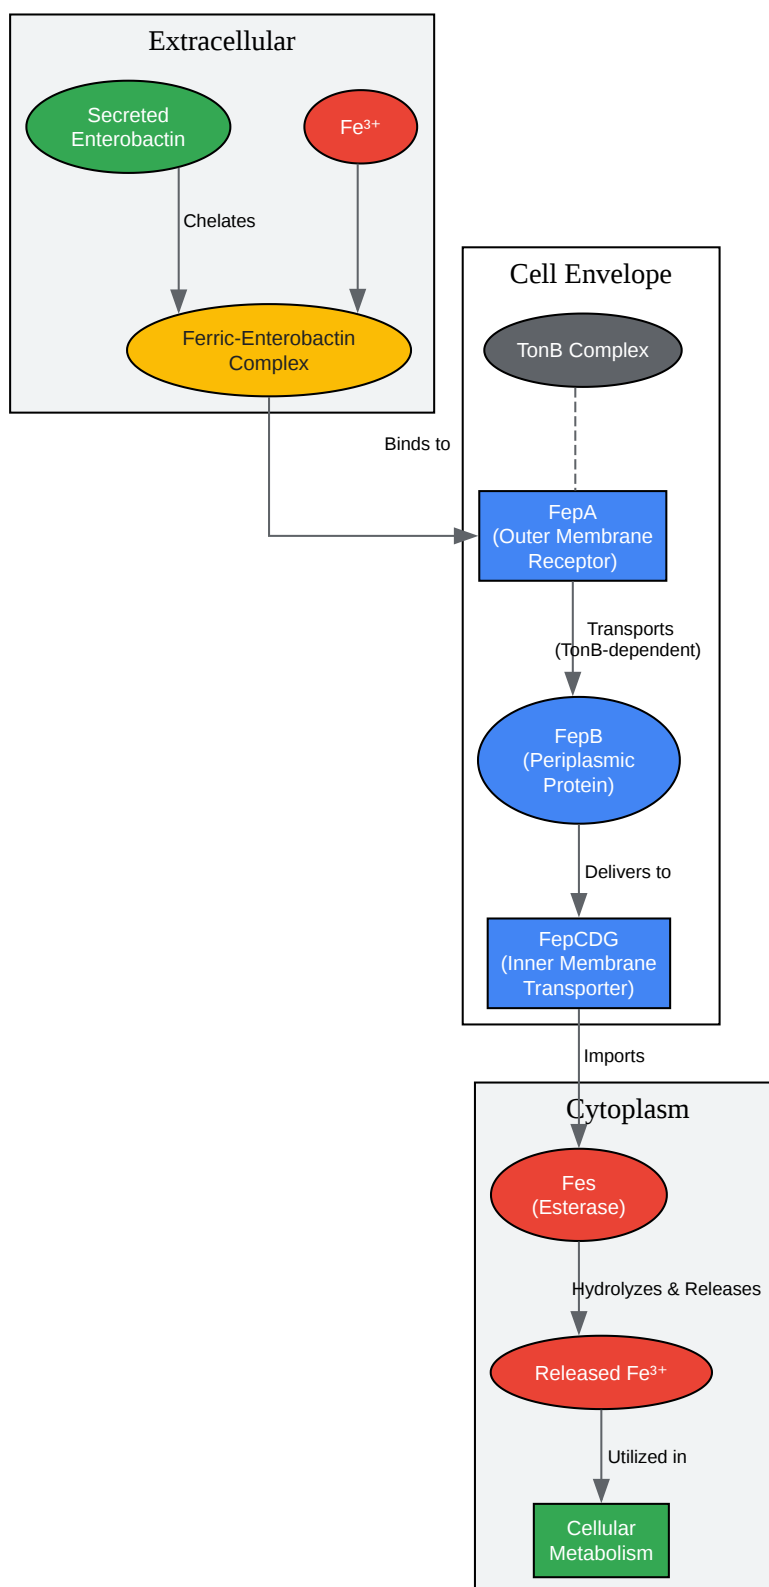 Extracellular
Secreted
Enterobactin
Fe³⁺
Chelates
Ferric-Enterobactin
Complex
Binds to
Cell Envelope
TonB Complex
FepA
(Outer Membrane
Receptor)
Transports
(TonB-dependent)
FepB
(Periplasmic
Protein)
Delivers to
FepCDG
(Inner Membrane
Transporter)
Imports
Cytoplasm
Fes
(Esterase)
Hydrolyzes & Releases
Released Fe³⁺
Utilized in
Cellular
Metabolism